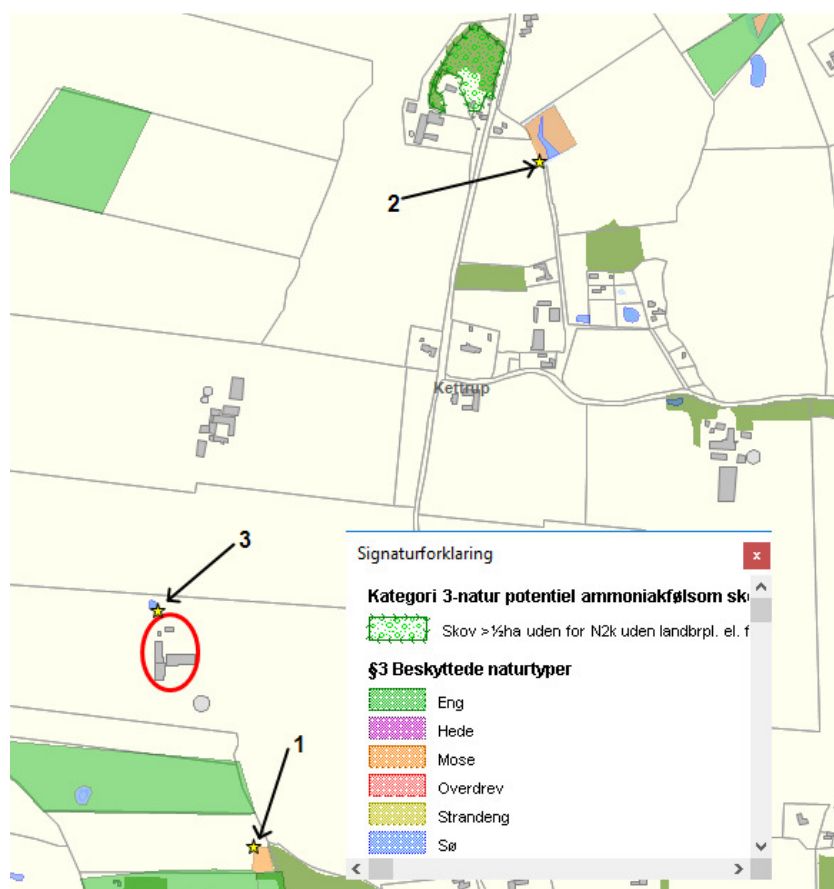 2
Kettrup
3
1
Signaturforklaring
x
Kategori 3-natur potentiel ammoniakfølsom sk
Skov >½ha uden for N2k uden landbrpl. el. f
§3 Beskyttede naturtyper
Eng
Hede
Mose
Overdrev
Strandeng
Sø